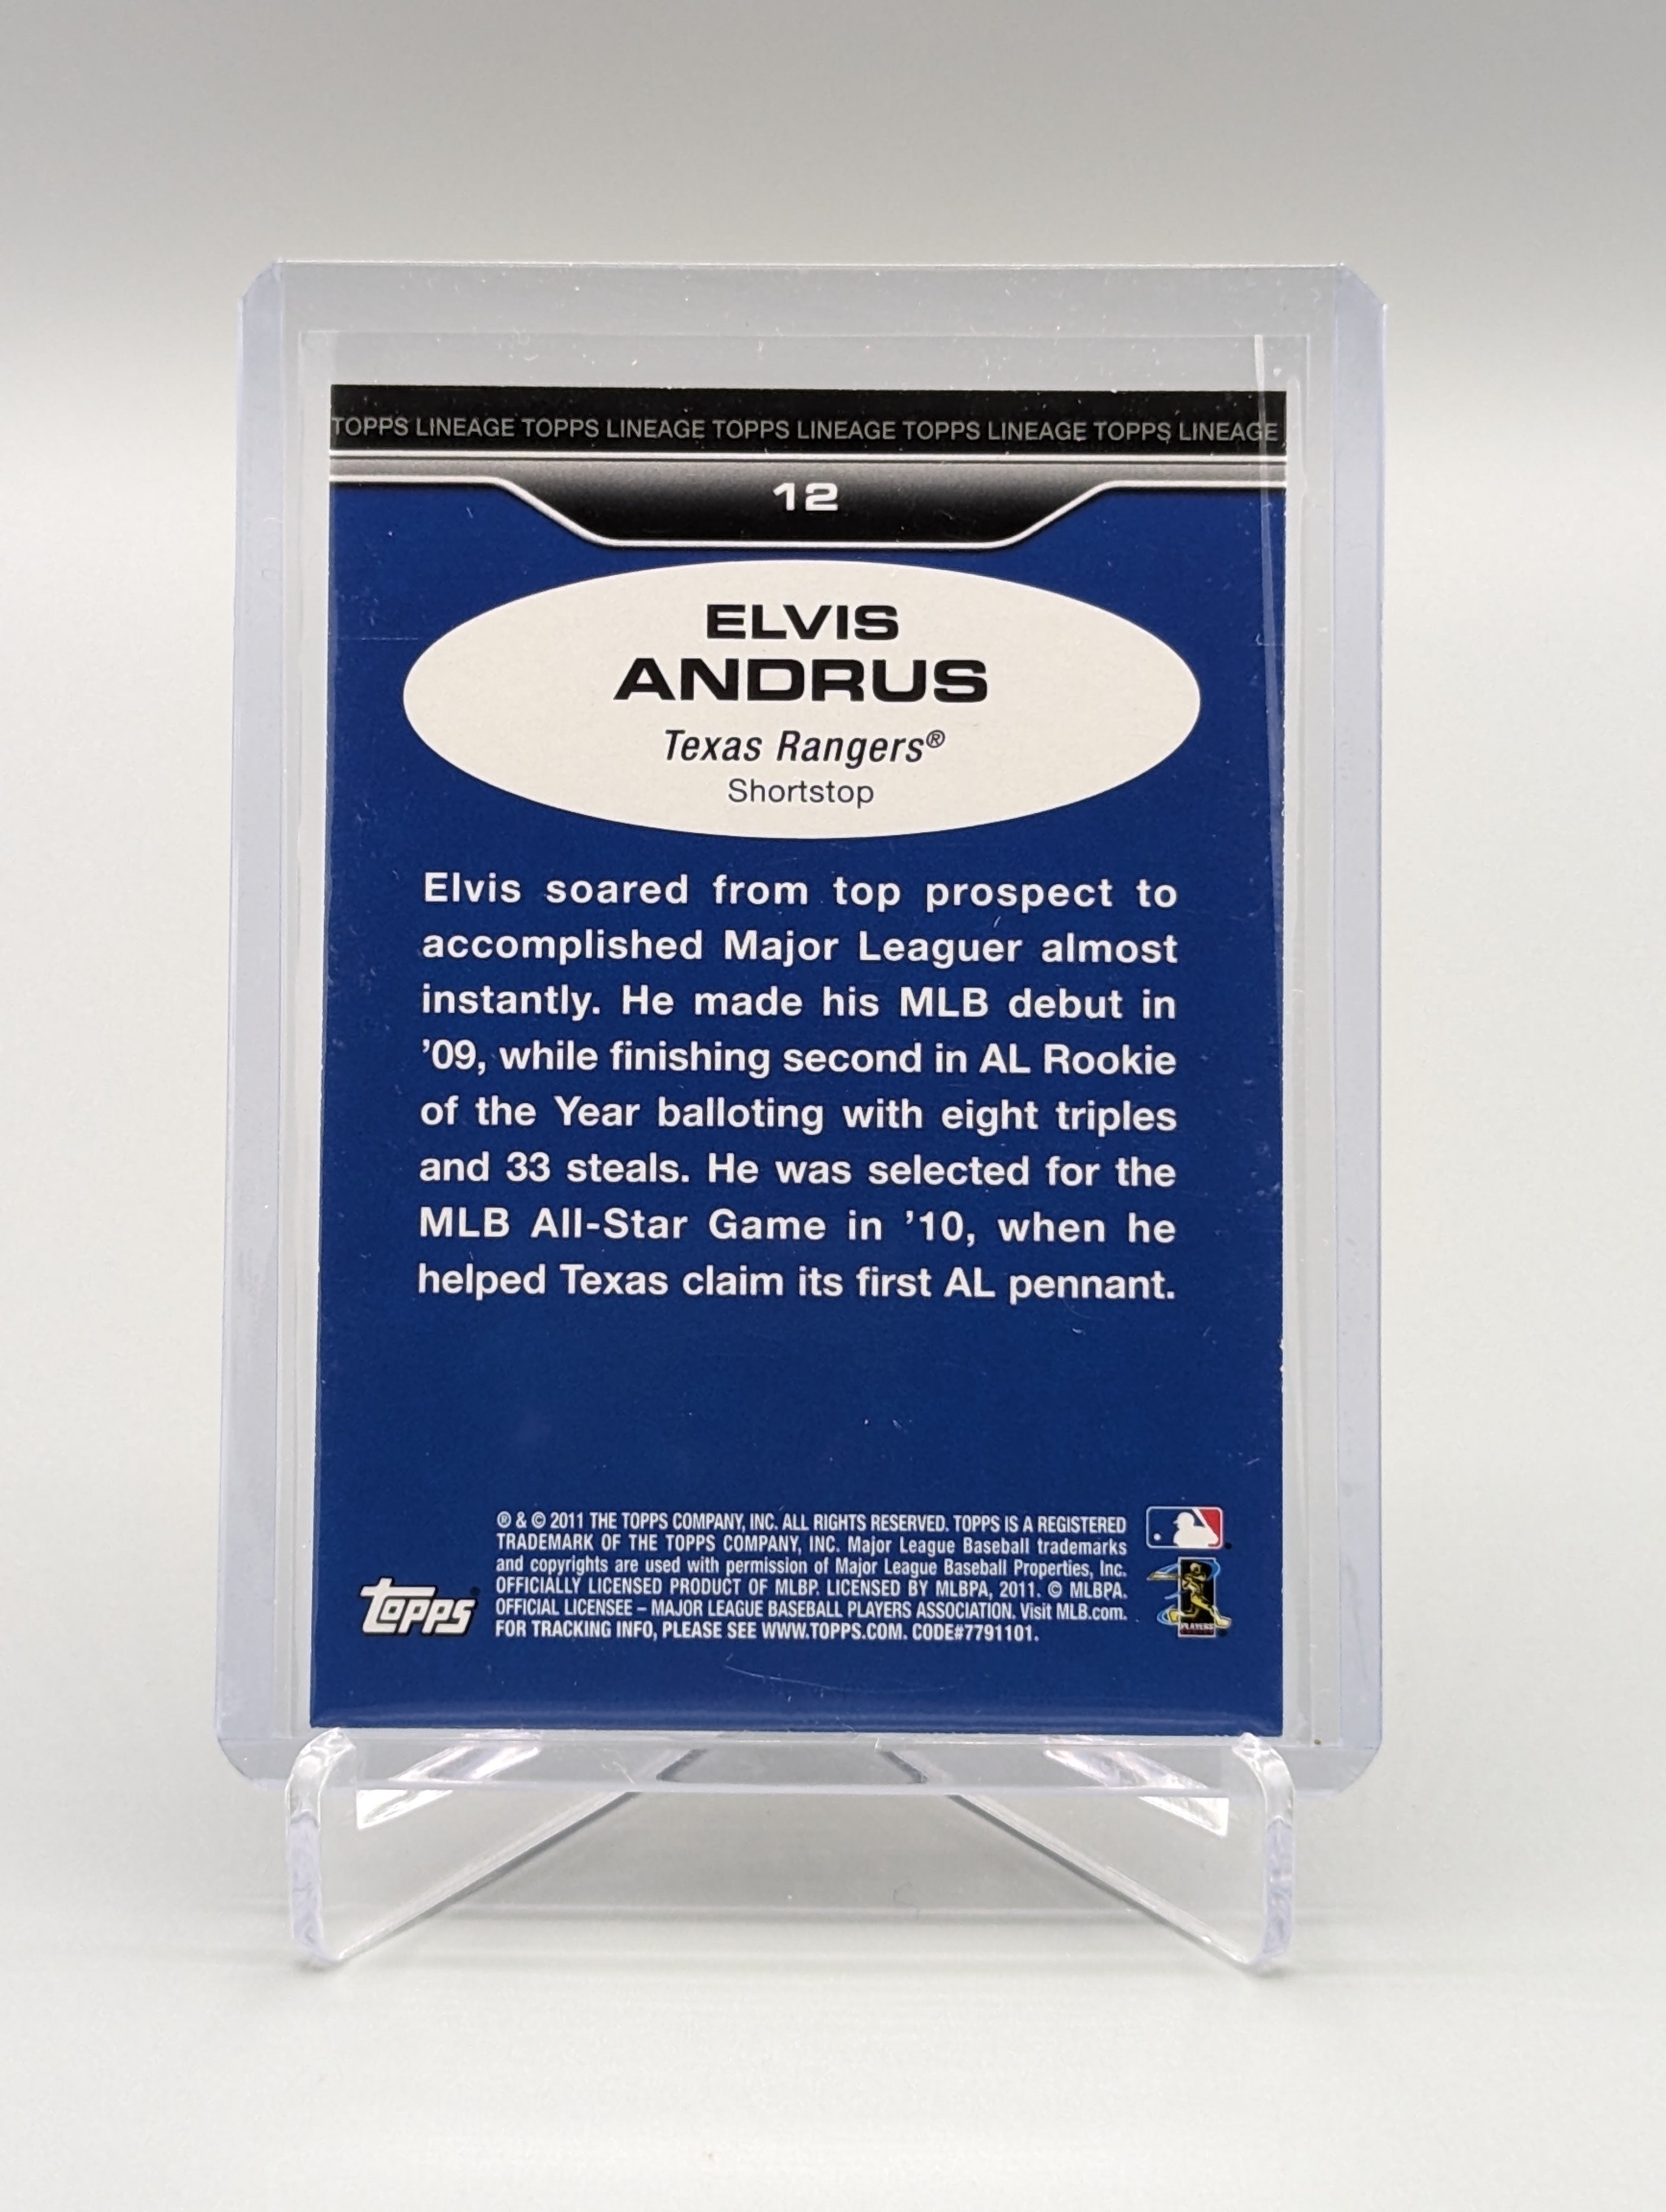 TOPPS LINEAGE TOPPS LINEAGE TOPPS LINEAGE TOPPS LINEAGE TOPPS LINEAGE
12
ELVIS
ANDRUS
Texas Rangers®
Shortstop
Elvis soared from top prospect to
accomplished Major Leaguer almost
instantly. He made his MLB debut in
’09, while finishing second in AL Rookie
of the Year balloting with eight triples
and 33 steals. He was selected for the
MLB All-Star Game in ’10, when he
helped Texas claim its first AL pennant.
® & © 2011 THE TOPPS COMPANY, INC. ALL RIGHTS RESERVED. TOPPS IS A REGISTERED
TRADEMARK OF THE TOPPS COMPANY, INC. Major League Baseball trademarks
and copyrights are used with permission of Major League Baseball Properties, Inc.
OFFICIALLY LICENSED PRODUCT OF MLBP. LICENSED BY MLBPA, 2011. © MLBPA.
OFFICIAL LICENSEE – MAJOR LEAGUE BASEBALL PLAYERS ASSOCIATION. Visit MLB.com.
FOR TRACKING INFO, PLEASE SEE WWW.TOPPS.COM. CODE#7791101.
topps®
PLAYERS